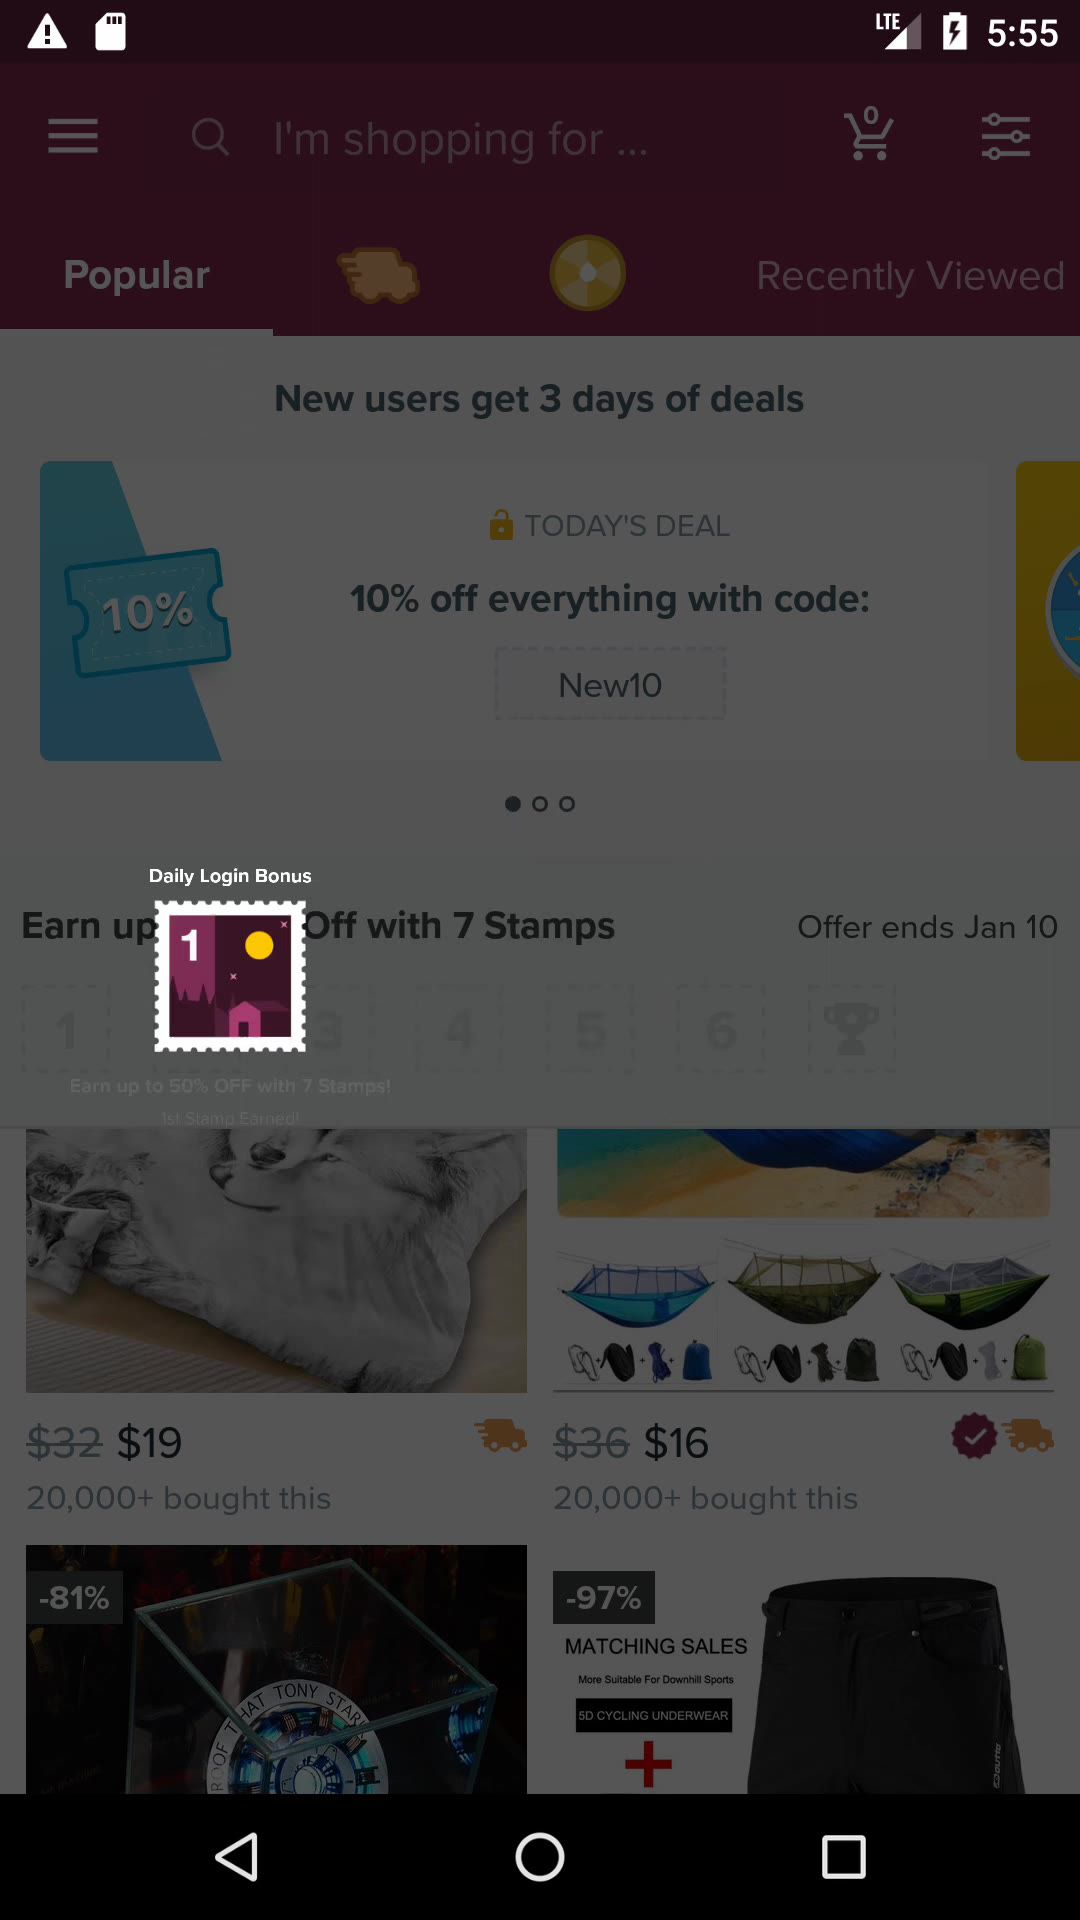 LTE 5:55
0
I'm shopping for ...
Popular
Recently Viewed
New users get 3 days of deals
TODAY'S DEAL
10%
10% off everything with code:
New10
Daily Login Bonus
Earn up Off with 7 Stamps
Offer ends Jan 10
1
1 3 4 5 6
Earn up to 50% OFF with 7 Stamps!
1st Stamp Earned!
$32 $19
20,000+ bought this
$36 $16
20,000+ bought this
-81%
THAT TONY STAR
ROOF
-97%
MATCHING SALES
More Suitable For Downhill Sports
5D CYCLING UNDERWEAR